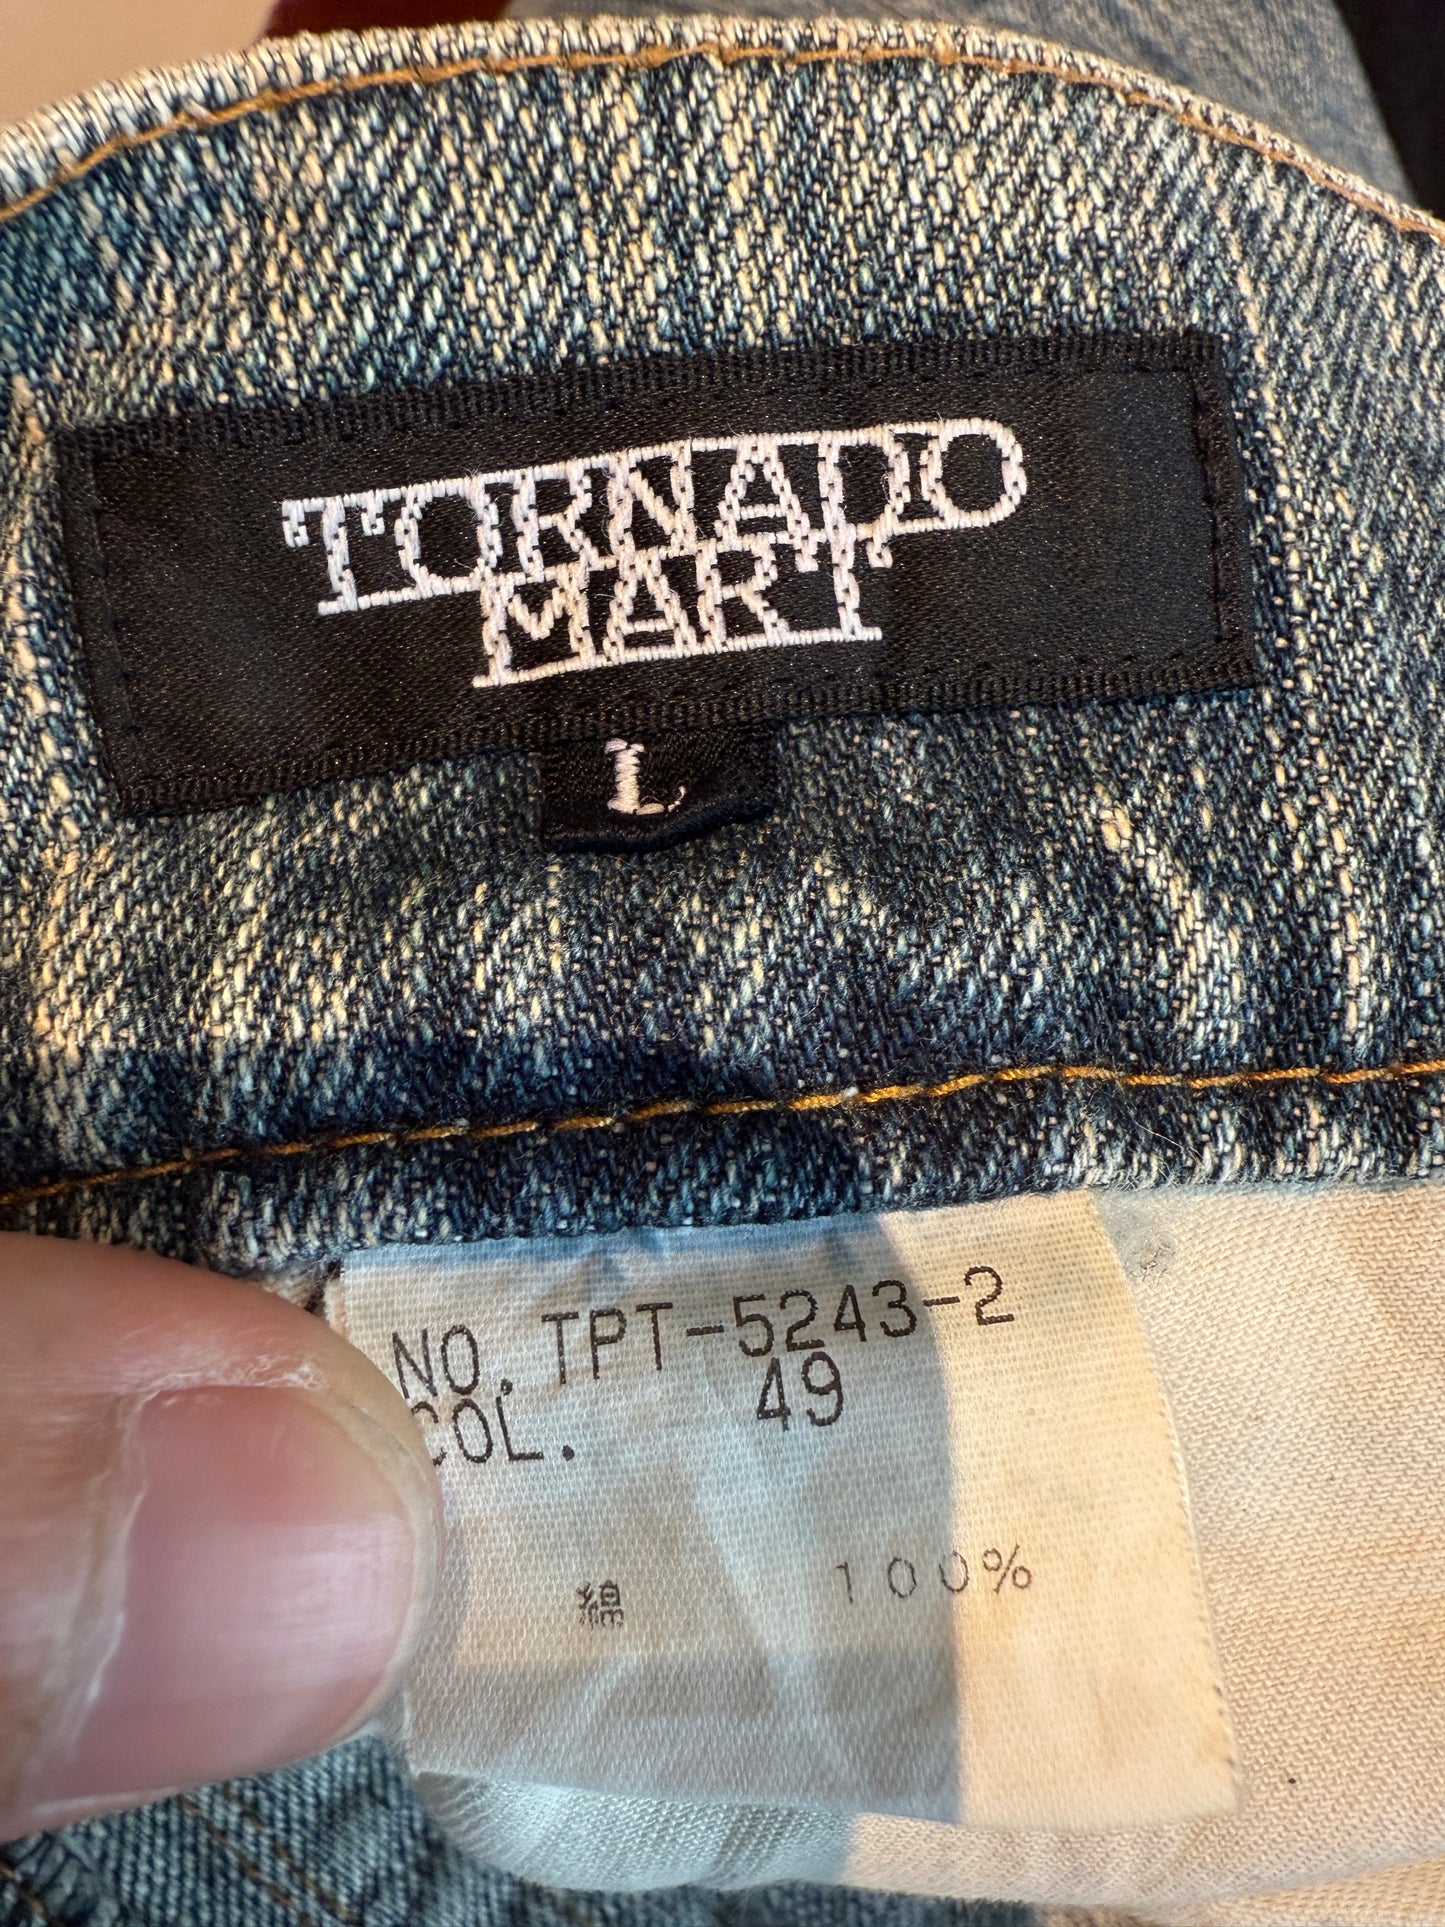 TORNADO
MART
L
NO. TPT-5243-2
COL. 49
綿 100%